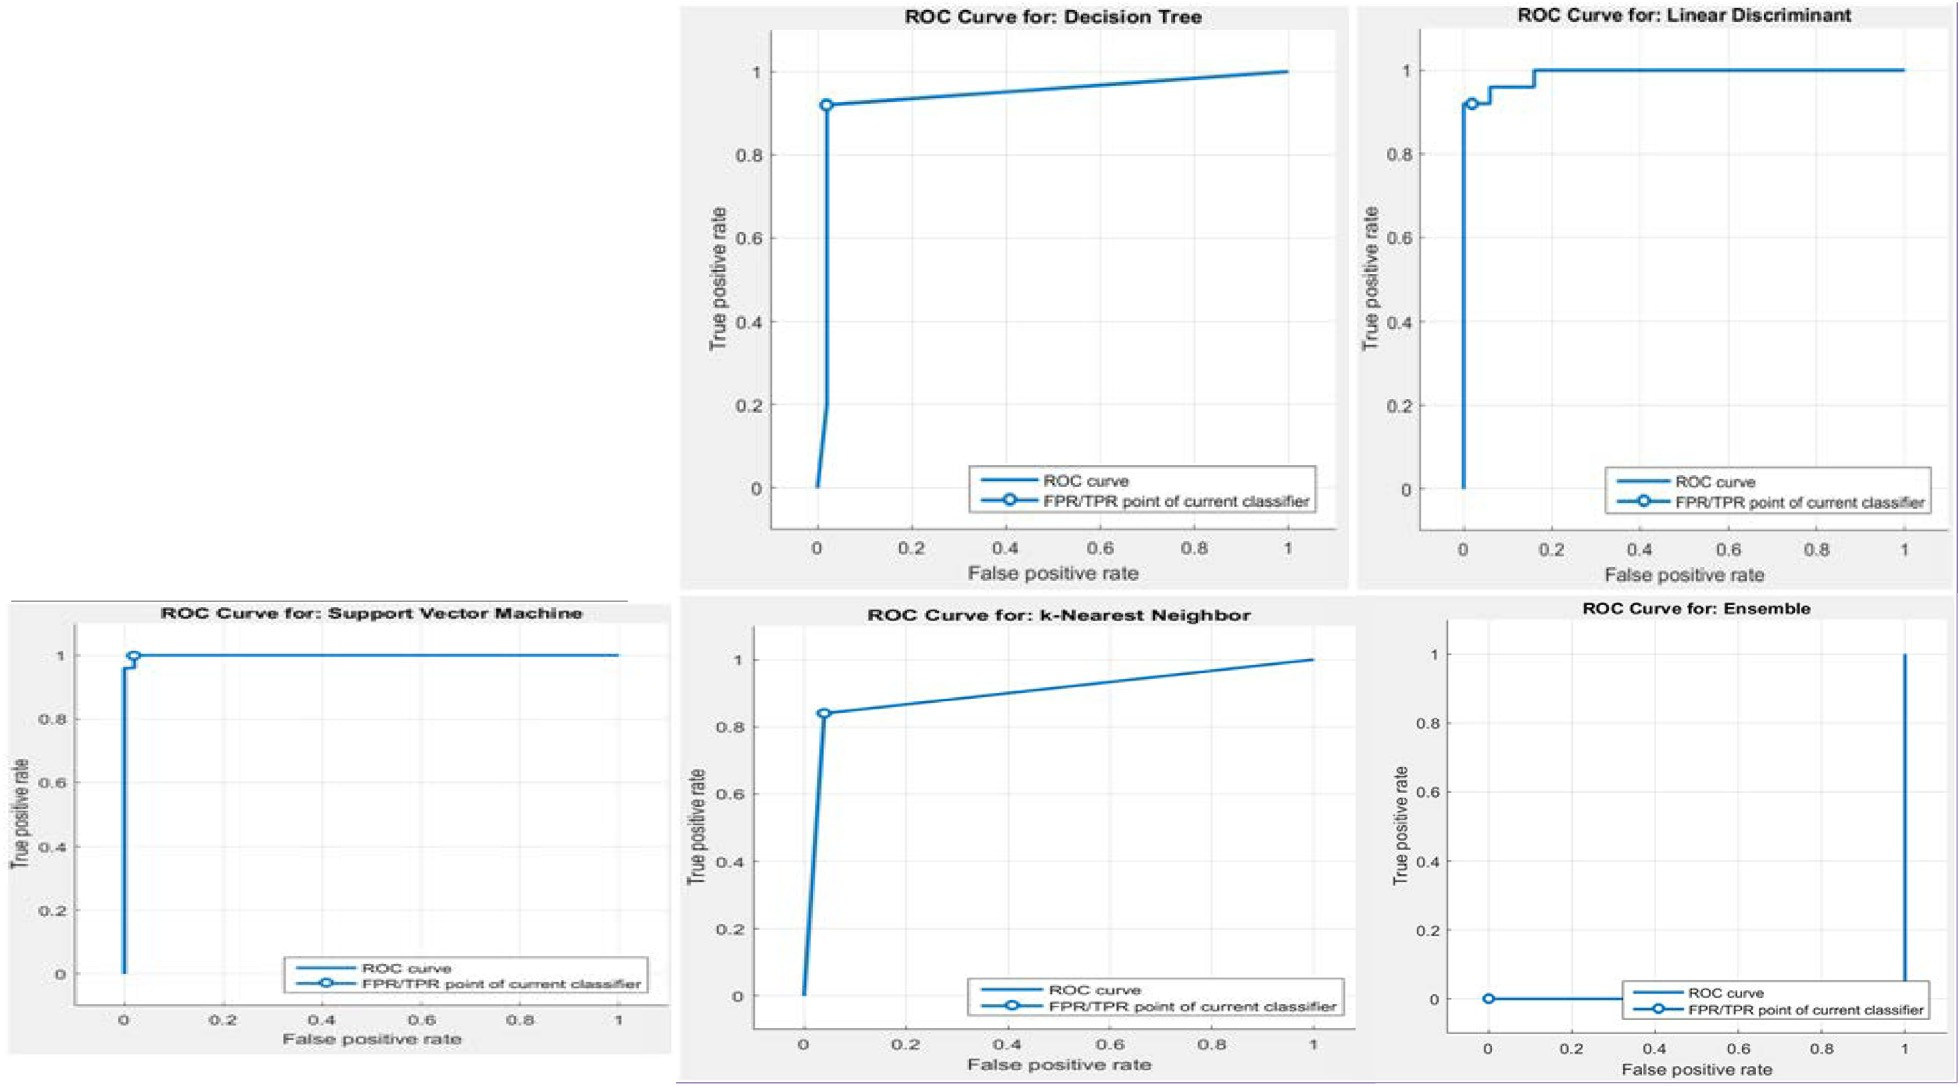 ROC Curve for: Decision Tree
1
0.8
0.6
0.4
0.2
0
True positive rate
ROC curve
FPR/TPR point of current classifier
0 0.2 0.4 0.6 0.8 1
False positive rate
ROC Curve for: Linear Discriminant
1
0.8
0.6
0.4
0.2
0
True positive rate
ROC curve
FPR/TPR point of current classifier
0 0.2 0.4 0.6 0.8 1
False positive rate
ROC Curve for: Support Vector Machine
1
0.8
0.6
0.4
0.2
0
True positive rate
ROC curve
FPR/TPR point of current classifier
0 0.2 0.4 0.6 0.8 1
False positive rate
ROC Curve for: k-Nearest Neighbor
1
0.8
0.6
0.4
0.2
0
True positive rate
ROC curve
FPR/TPR point of current classifier
0 0.2 0.4 0.6 0.8 1
False positive rate
ROC Curve for: Ensemble
1
0.8
0.6
0.4
0.2
0
True positive rate
ROC curve
FPR/TPR point of current classifier
0 0.2 0.4 0.6 0.8 1
False positive rate